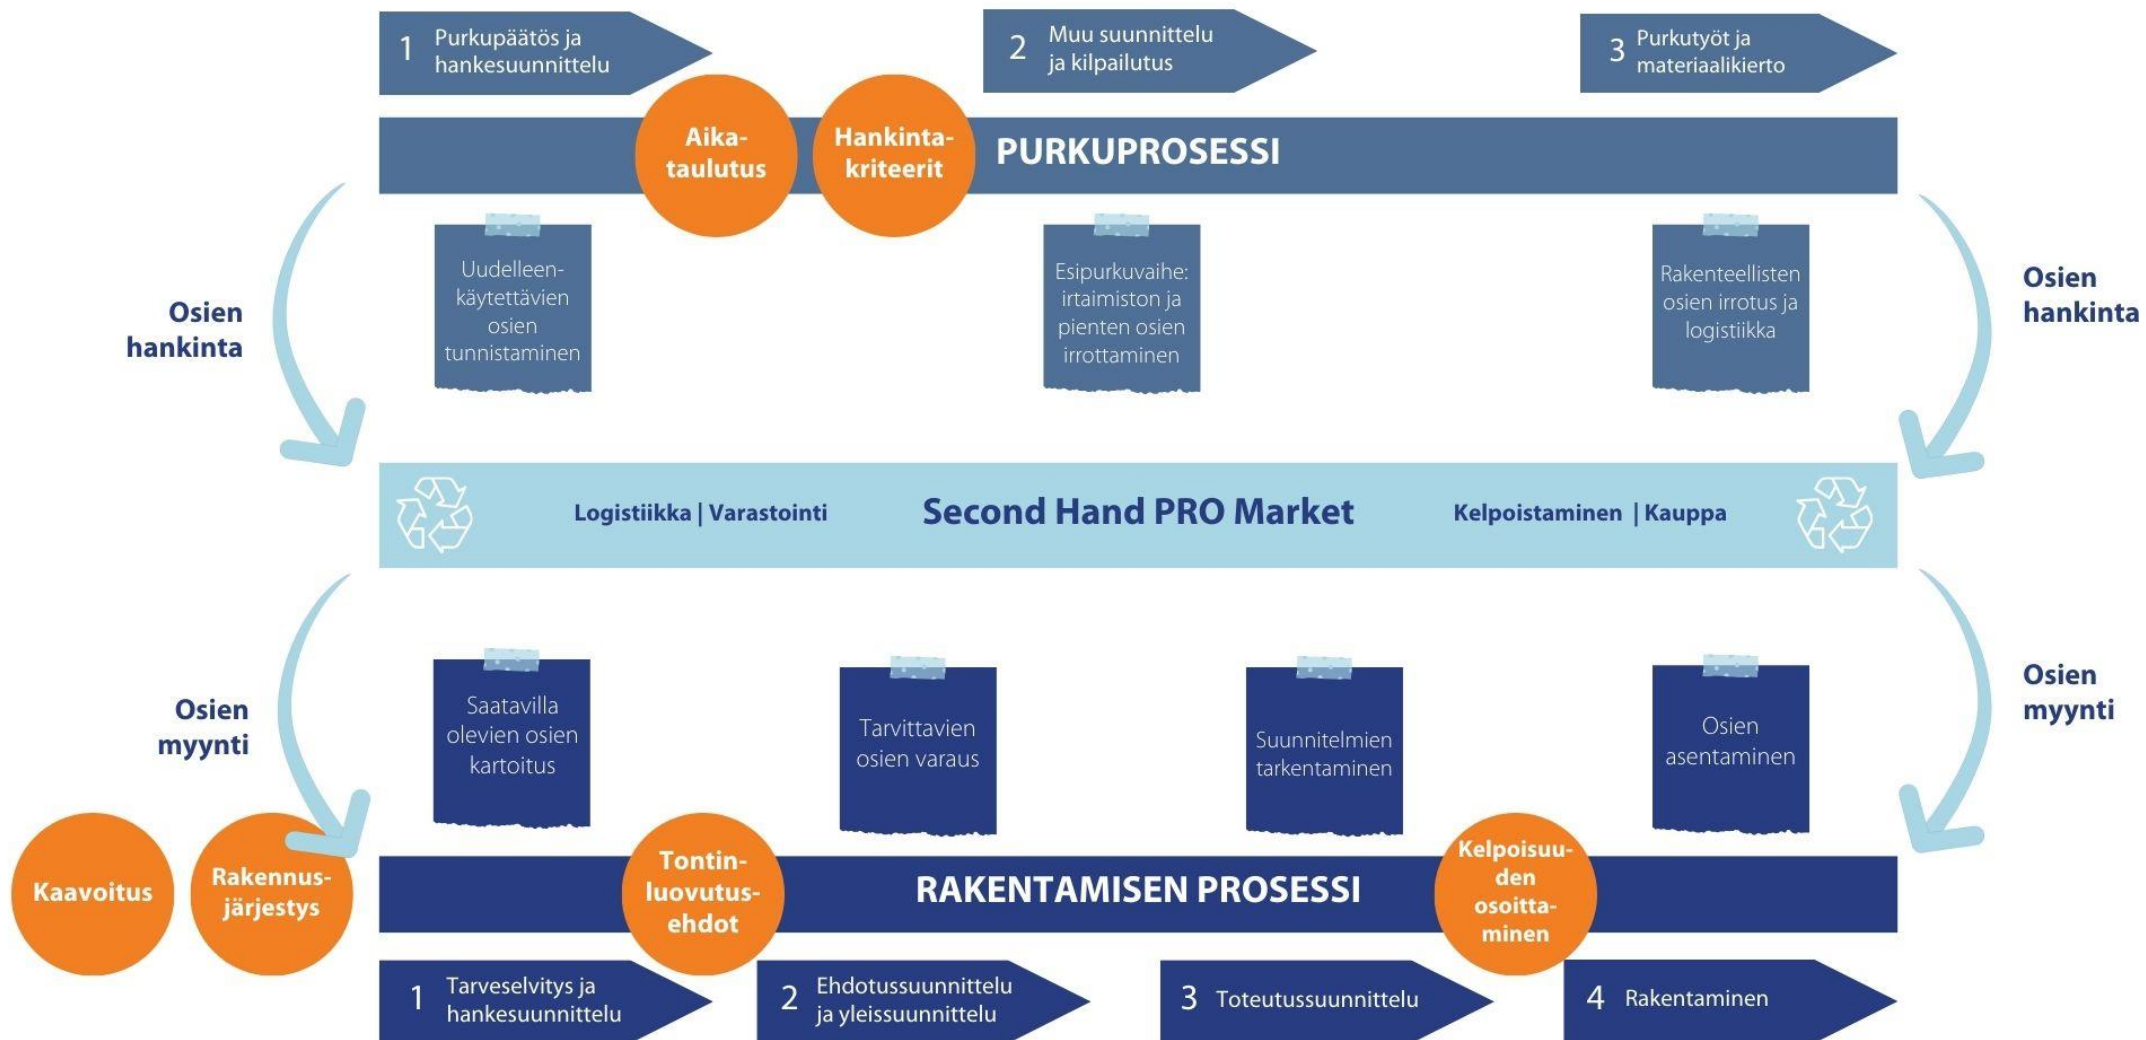 1 Purkupäätös ja
hankesuunnittelu
2 Muu suunnittelu
ja kilpailutus
3 Purkutyöt ja
materiaalikierto
Aika-
taulutus
Hankinta-
kriteerit
PURKUPROSESSI
Osien
hankinta
Uudelleen-
käytettävien
osien
tunnistaminen
Esipurkuvaihe:
irtaimiston ja
pienten osien
irrottaminen
Rakenteellisten
osien irrotus ja
logistiikka
Osien
hankinta
Logistiikka | Varastointi
Second Hand PRO Market
Kelpoistaminen | Kauppa
Osien
myynti
Saatavilla
olevien osien
kartoitus
Tarvittavien
osien varaus
Suunnitelmien
tarkentaminen
Osien
asentaminen
Osien
myynti
Kaavoitus
Rakennus-
järjestys
Tontin-
luovutus-
ehdot
RAKENTAMISEN PROSESSI
Kelpoisuu-
den
osoitta-
minen
1 Tarveselvitys ja
hankesuunnittelu
2 Ehdotussuunnittelu
ja yleissuunnittelu
3 Toteutussuunnittelu
4 Rakentaminen